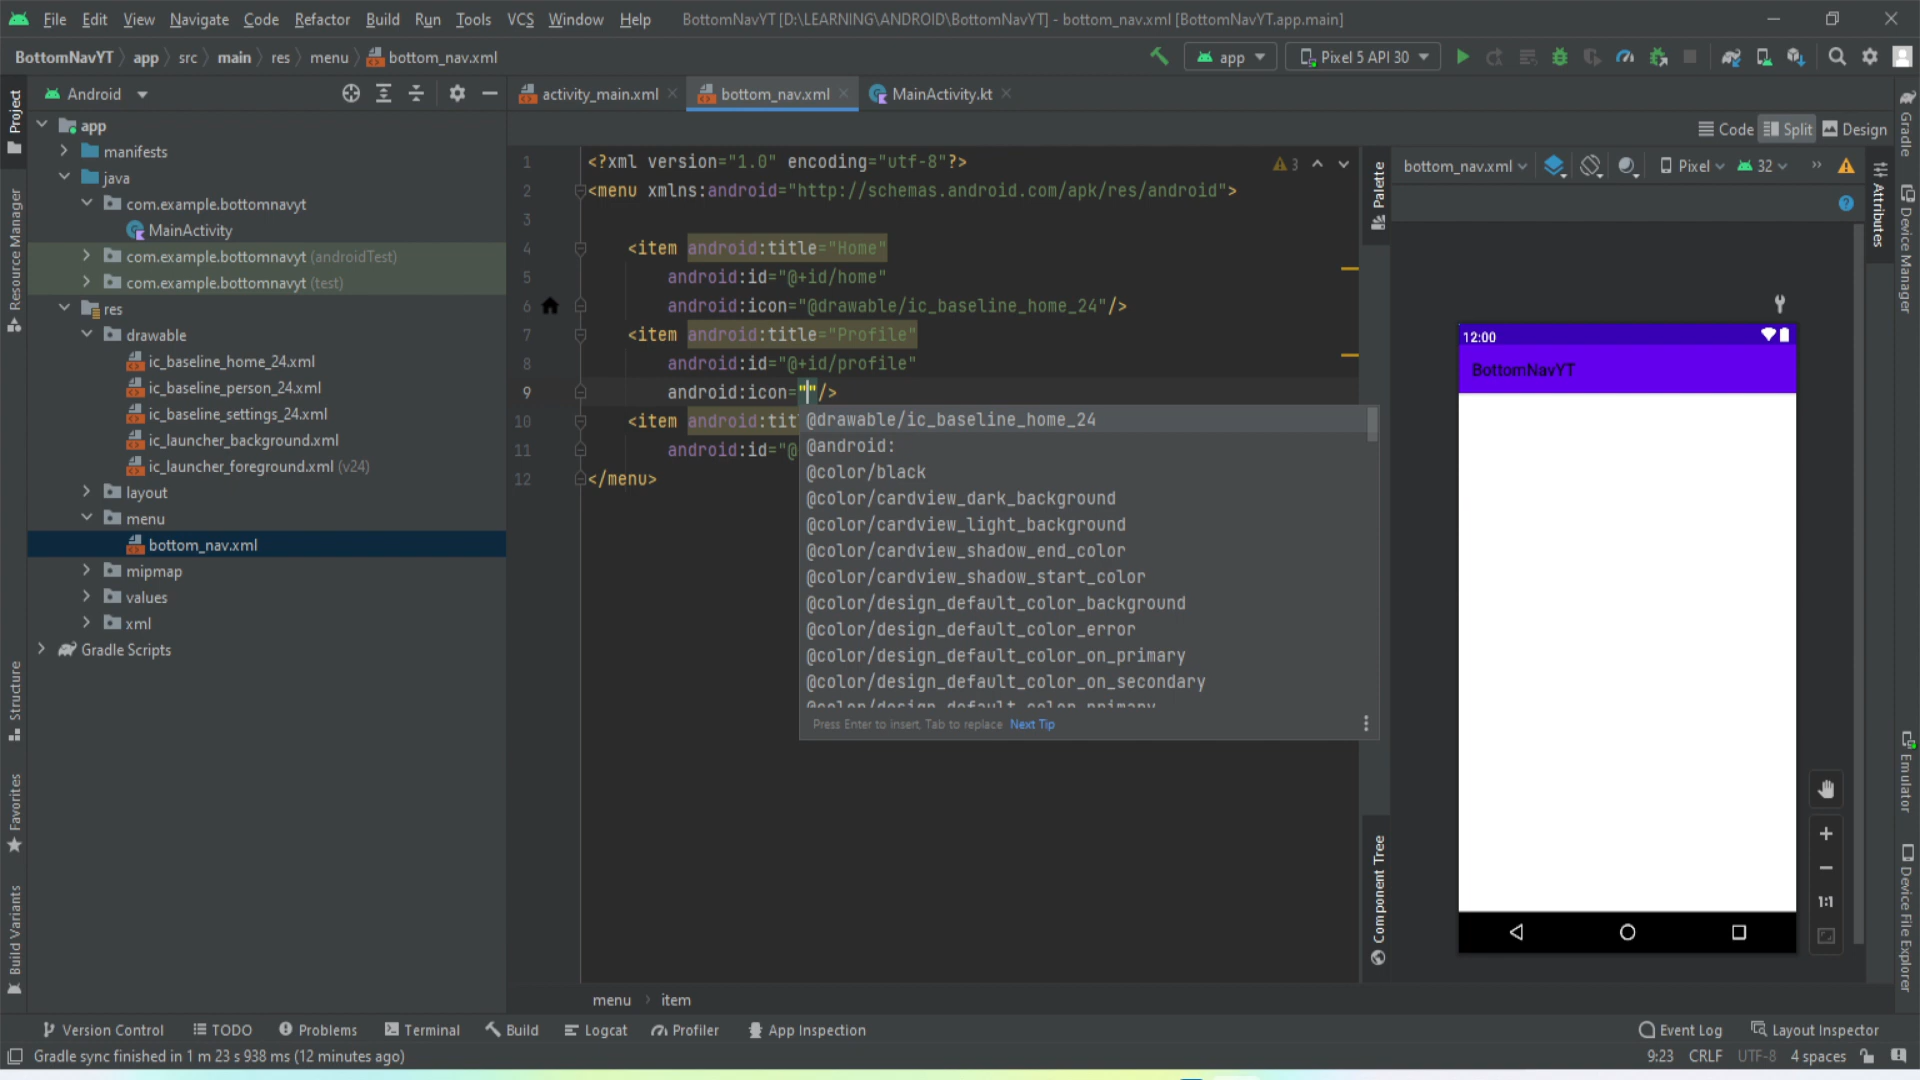 File Edit View Navigate Code Refactor Build Run Tools VCS Window Help BottomNavYT [D:\LEARNING\ANDROID\BottomNavYT] - bottom_nav.xml [BottomNavYT.app.main]
BottomNavYT app src main res menu bottom_nav.xml app Pixel 5 API 30
Project
Android
activity_main.xml bottom_nav.xml MainActivity.kt
Code Split Design
app
manifests
java
com.example.bottomnavyt
MainActivity
com.example.bottomnavyt (androidTest)
com.example.bottomnavyt (test)
res
drawable
ic_baseline_home_24.xml
ic_baseline_person_24.xml
ic_baseline_settings_24.xml
ic_launcher_background.xml
ic_launcher_foreground.xml (v24)
layout
menu
bottom_nav.xml
mipmap
values
xml
Gradle Scripts
Resource Manager
Structure
Favorites
Build Variants
1 <?xml version="1.0" encoding="utf-8"?>
2 <menu xmlns:android="http://schemas.android.com/apk/res/android">
3
4 <item android:title="Home"
5 android:id="@+id/home"
6 android:icon="@drawable/ic_baseline_home_24"/>
7 <item android:title="Profile"
8 android:id="@+id/profile"
9 android:icon=""/>
10 <item android:tit
11 android:id="@
12 </menu>
3
@drawable/ic_baseline_home_24
@android:
@color/black
@color/cardview_dark_background
@color/cardview_light_background
@color/cardview_shadow_end_color
@color/cardview_shadow_start_color
@color/design_default_color_background
@color/design_default_color_error
@color/design_default_color_on_primary
@color/design_default_color_on_secondary
@color/design_default_color_primary
Press Enter to insert, Tab to replace Next Tip
Palette
Component Tree
bottom_nav.xml Pixel 32
Attributes
12:00
BottomNavYT
1:1
Gradle
Device Manager
Emulator
Device File Explorer
menu item
Version Control TODO Problems Terminal Build Logcat Profiler App Inspection Event Log Layout Inspector
Gradle sync finished in 1 m 23 s 938 ms (12 minutes ago) 9:23 CRLF UTF-8 4 spaces